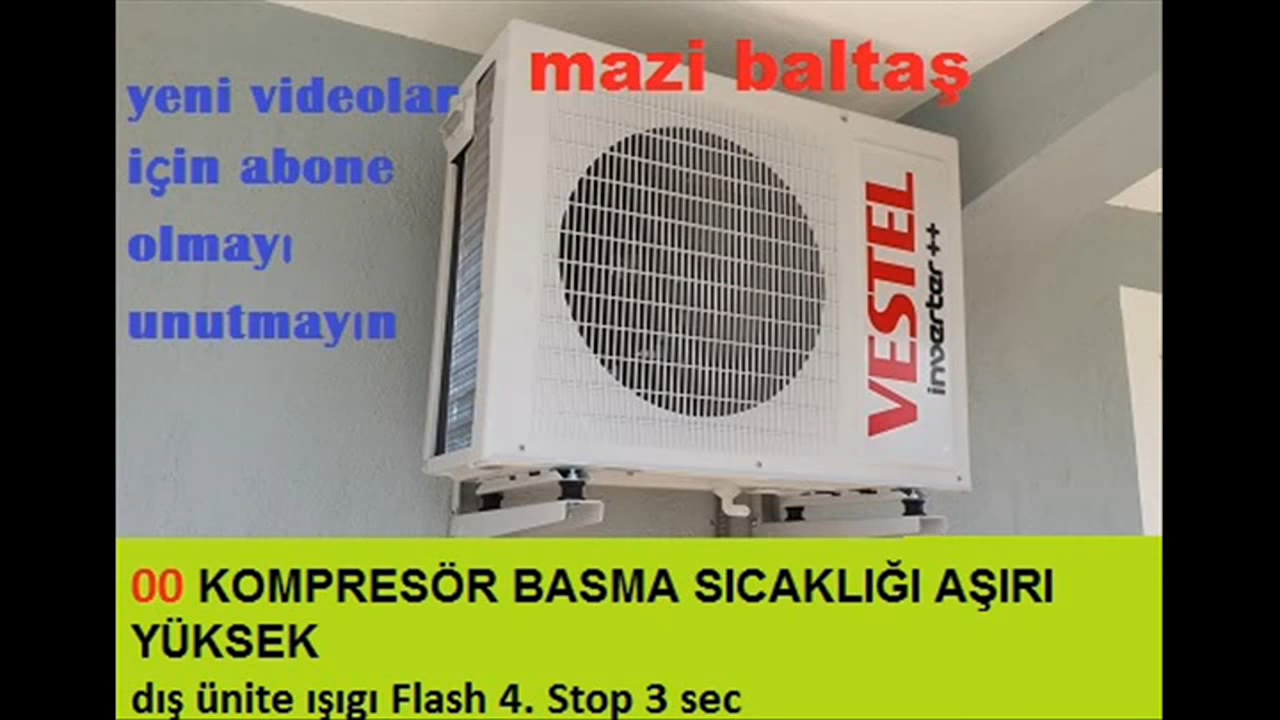 mazi baltaş
yeni videolar
için abone
olmayı
unutmayın
VESTEL
inverter ++
00 KOMPRESÖR BASMA SICAKLIĞI AŞIRI
YÜKSEK
dış ünite ışıgı Flash 4. Stop 3 sec